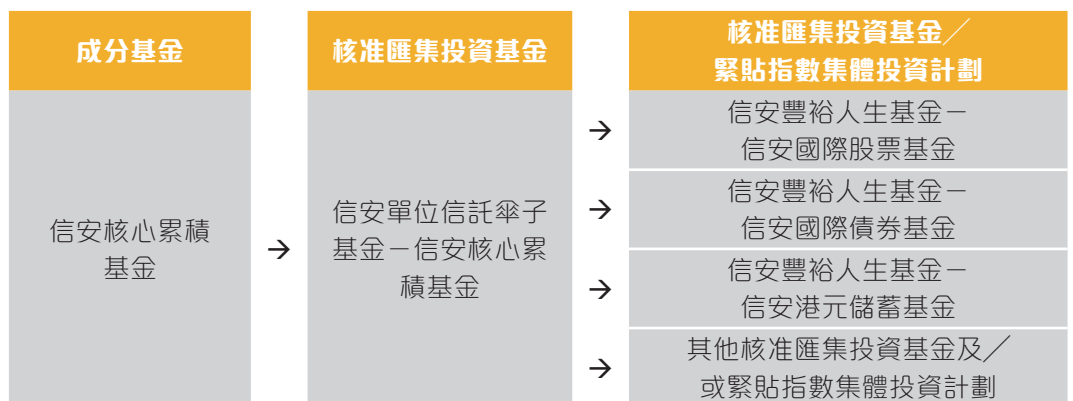 成分基金
核准匯集投資基金
核准匯集投資基金╱
緊貼指數集體投資計劃
信安核心累積
基金
→
信安單位信託傘子
基金－信安核心累
積基金
→
信安豐裕人生基金－
信安國際股票基金
→
信安豐裕人生基金－
信安國際債券基金
→
信安豐裕人生基金－
信安港元儲蓄基金
→
其他核准匯集投資基金及╱
或緊貼指數集體投資計劃